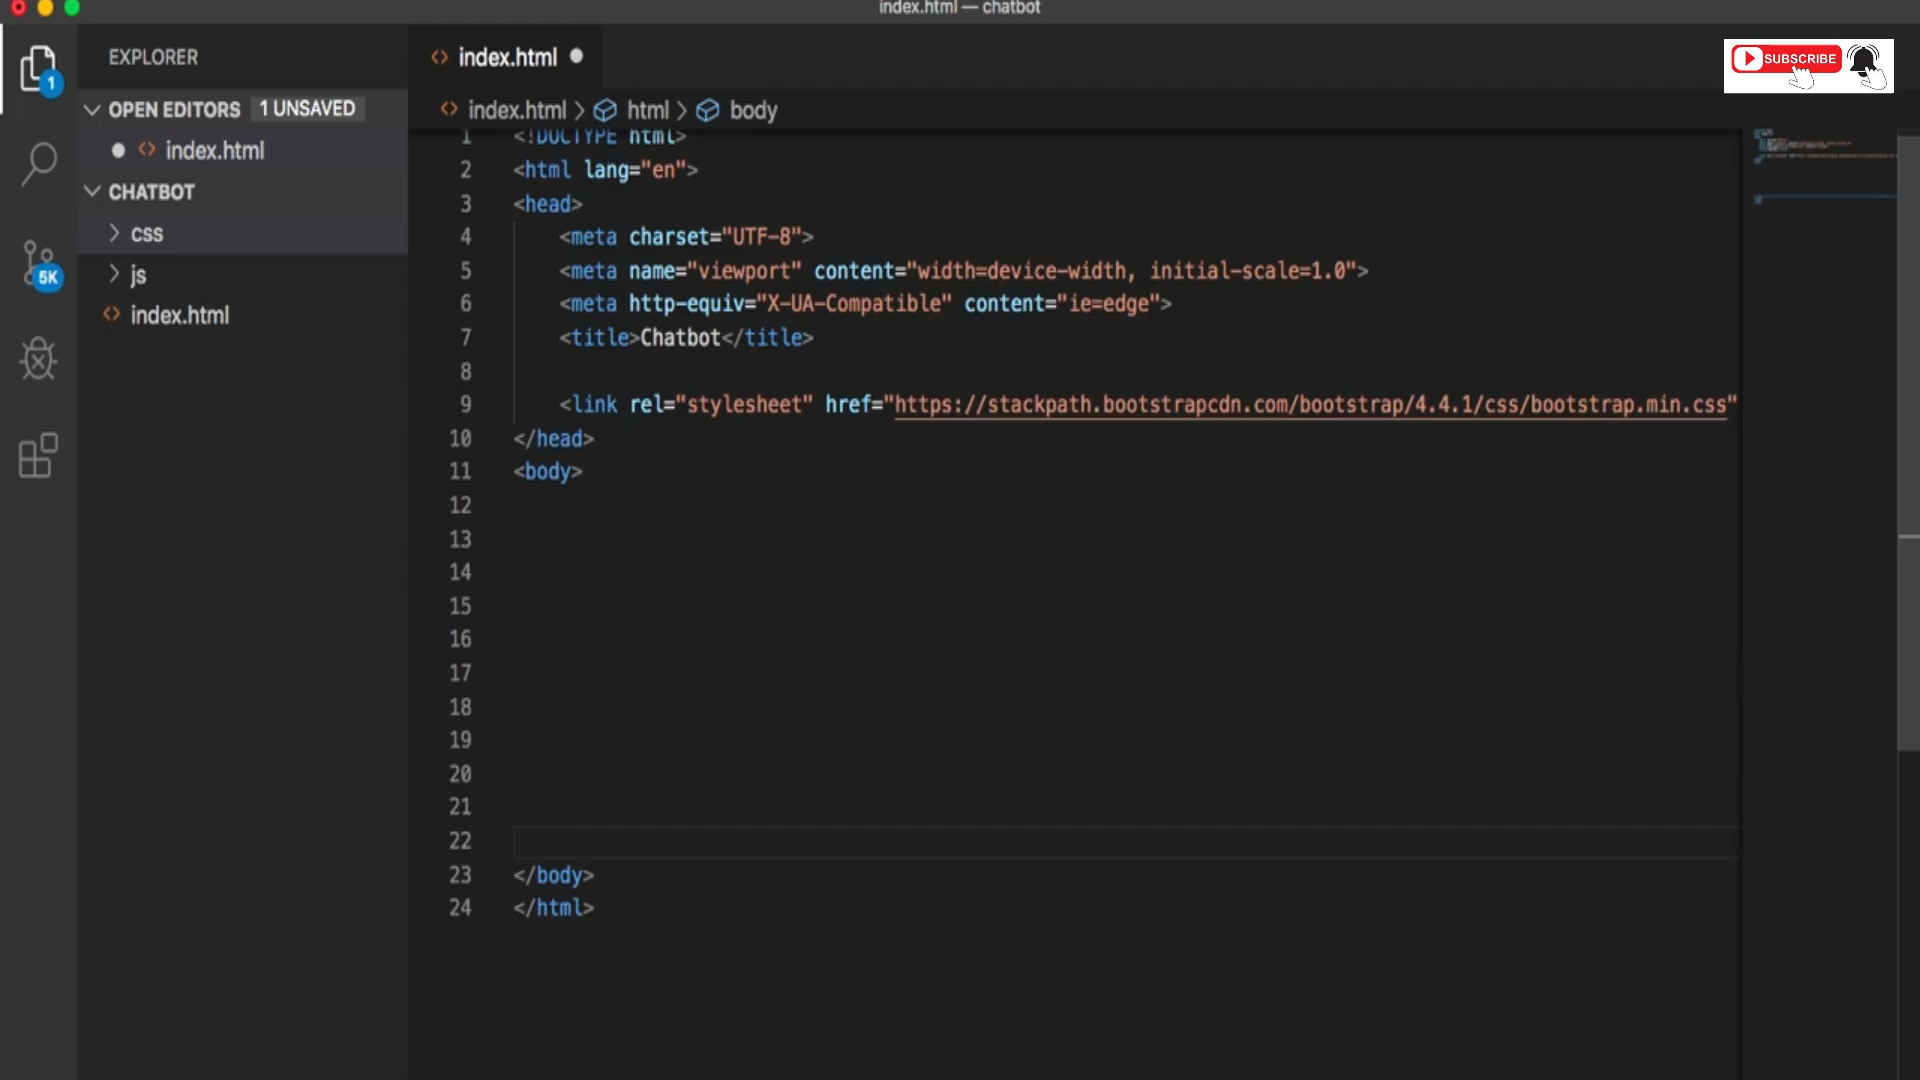 index.html — chatbot
EXPLORER
OPEN EDITORS 1 UNSAVED
index.html
CHATBOT
css
js
index.html
1
5K
index.html
index.html > html > body
SUBSCRIBE
1 <!DOCTYPE html>
2 <html lang="en">
3 <head>
4 <meta charset="UTF-8">
5 <meta name="viewport" content="width=device-width, initial-scale=1.0">
6 <meta http-equiv="X-UA-Compatible" content="ie=edge">
7 <title>Chatbot</title>
8
9 <link rel="stylesheet" href="https://stackpath.bootstrapcdn.com/bootstrap/4.4.1/css/bootstrap.min.css"
10 </head>
11 <body>
12
13
14
15
16
17
18
19
20
21
22
23 </body>
24 </html>